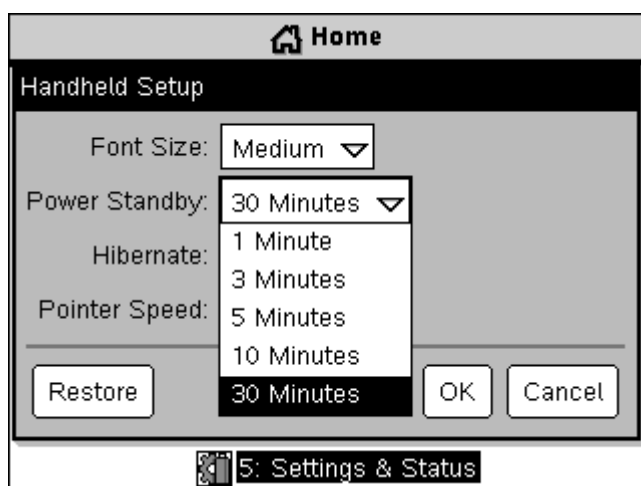 Home
Handheld Setup
Font Size: Medium
Power Standby: 30 Minutes
1 Minute
Hibernate:
3 Minutes
Pointer Speed: 5 Minutes
10 Minutes
Restore 30 Minutes OK Cancel
5: Settings & Status